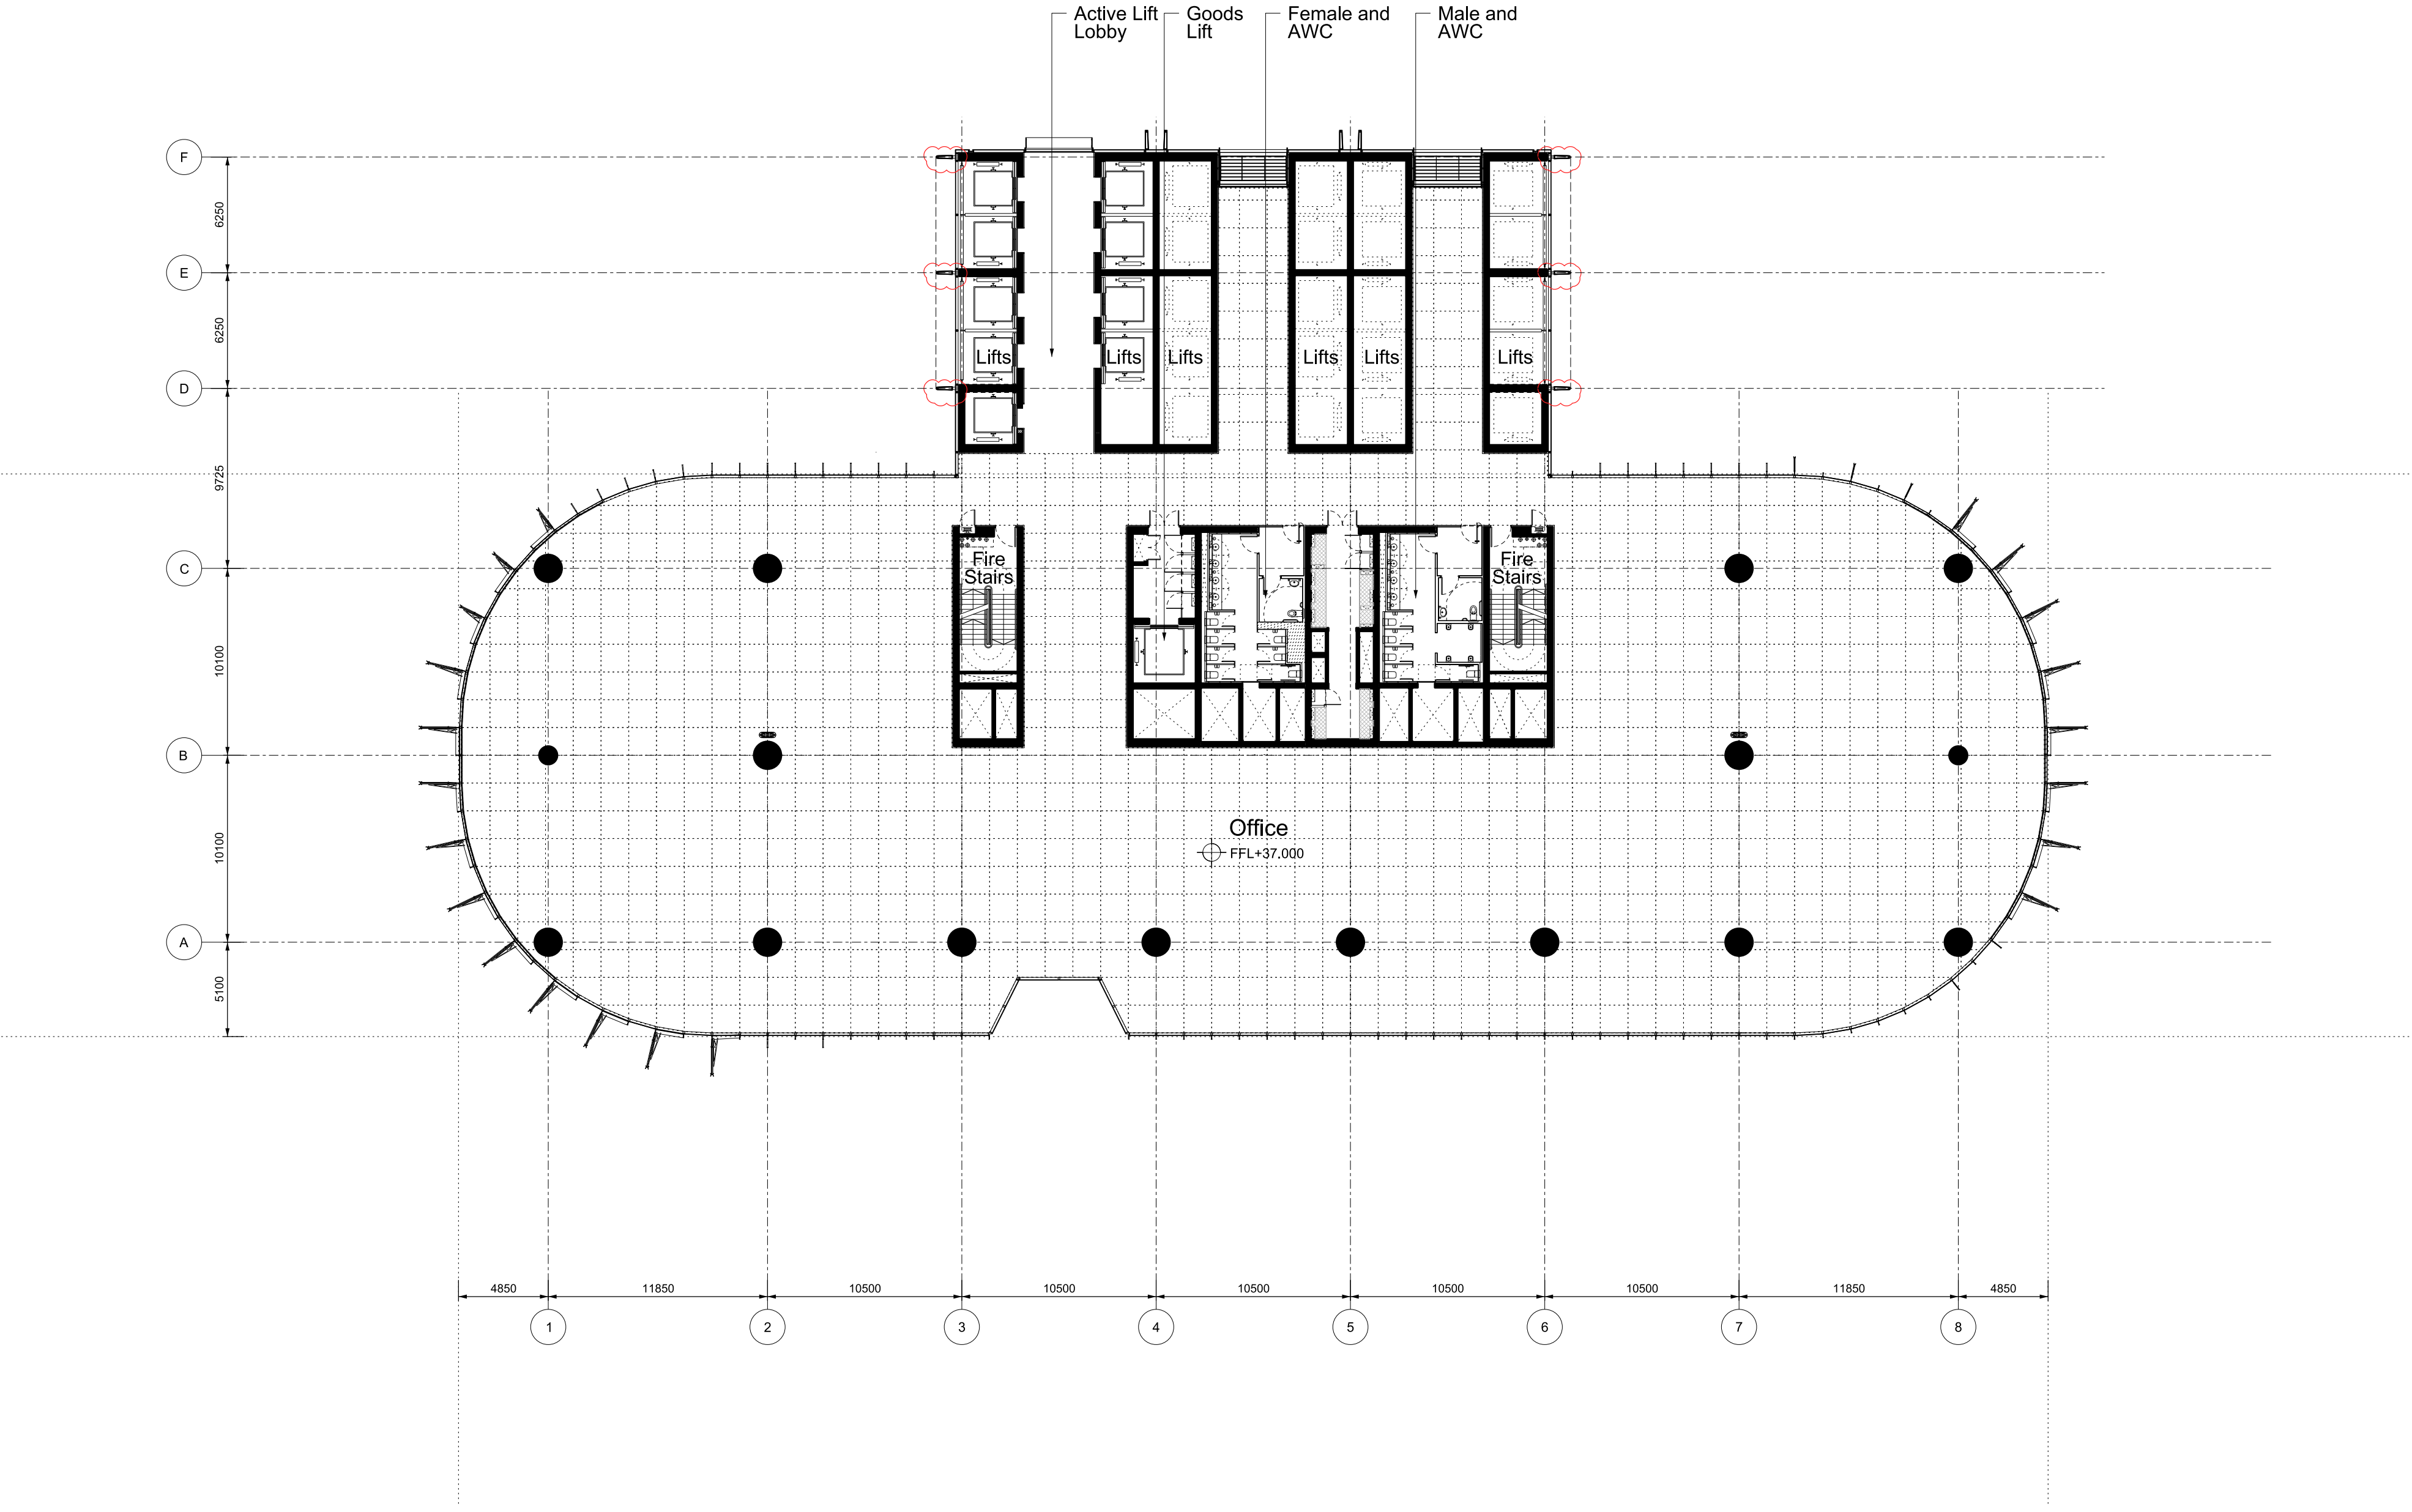 Active Lift
Lobby
Goods
Lift
Female and
AWC
Male and
AWC
F
6250
E
6250
Lifts
Lifts
Lifts
Lifts
Lifts
Lifts
D
9725
C
Fire
Stairs
Fire
Stairs
10100
B
10100
Office
FFL+37.000
A
5100
4850
11850
10500
10500
10500
10500
10500
11850
4850
1
2
3
4
5
6
7
8